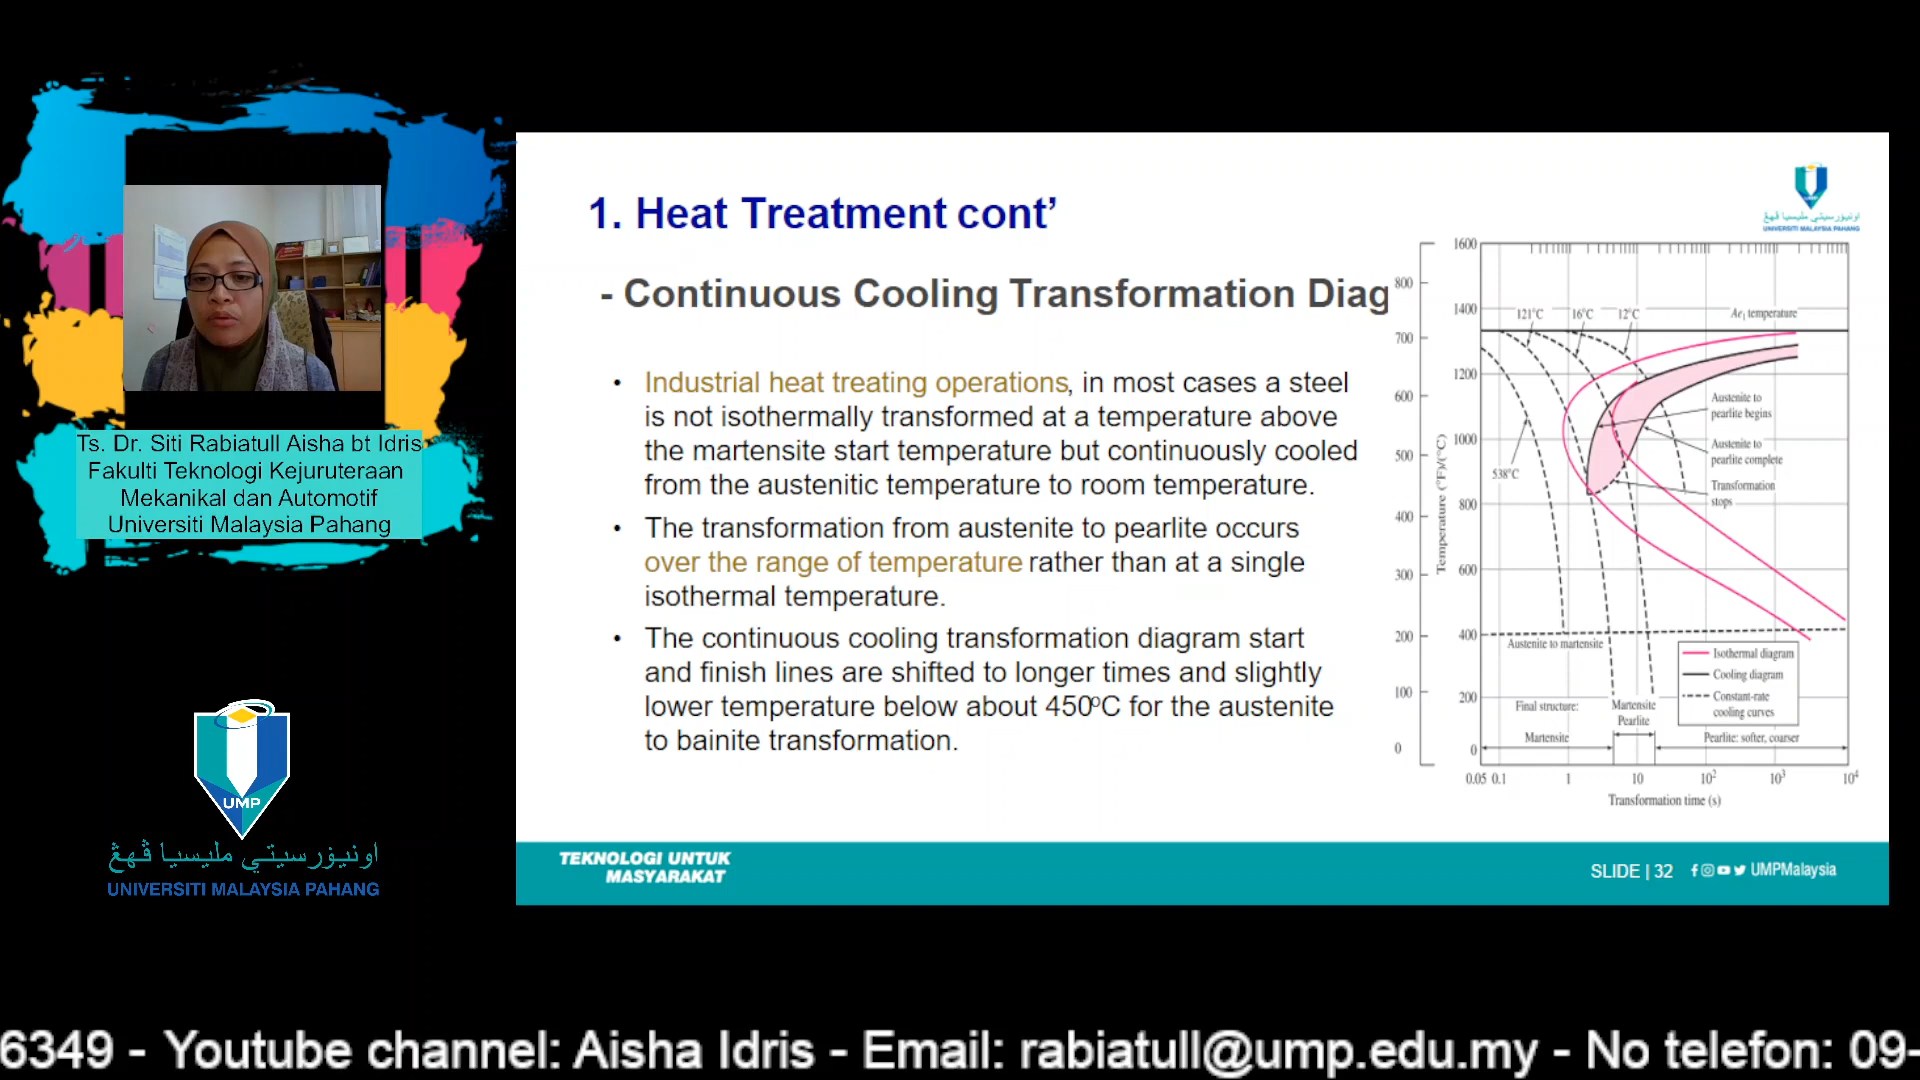 Ts. Dr. Siti Rabiatull Aisha bt Idris
Fakulti Teknologi Kejuruteraan
Mekanikal dan Automotif
Universiti Malaysia Pahang
UMP
اونيۏرسيتي مليسيا ڤهڠ
UNIVERSITI MALAYSIA PAHANG
اونيۏرسيتي مليسيا ڤهڠ
UNIVERSITI MALAYSIA PAHANG
1. Heat Treatment cont’
- Continuous Cooling Transformation Diag
• Industrial heat treating operations, in most cases a steel
is not isothermally transformed at a temperature above
the martensite start temperature but continuously cooled
from the austenitic temperature to room temperature.
• The transformation from austenite to pearlite occurs
over the range of temperature rather than at a single
isothermal temperature.
• The continuous cooling transformation diagram start
and finish lines are shifted to longer times and slightly
lower temperature below about 450ºC for the austenite
to bainite transformation.
800
700
600
500
400
300
200
100
0
Temperature (°F)/(°C)
1600
1400
1200
1000
800
600
400
200
0
121°C 16°C 12°C Ae₁ temperature
538°C
Austenite to
pearlite begins
Austenite to
pearlite complete
Transformation
stops
Austenite to martensite
Isothermal diagram
Cooling diagram
Constant-rate
cooling curves
Final structure:
Martensite
Martensite
Pearlite
Pearlite: softer, coarser
0.05 0.1 1 10 10² 10³ 10⁴
Transformation time (s)
TEKNOLOGI UNTUK
MASYARAKAT
SLIDE | 32 UMPMalaysia
6349 - Youtube channel: Aisha Idris - Email: rabiatull@ump.edu.my - No telefon: 09-